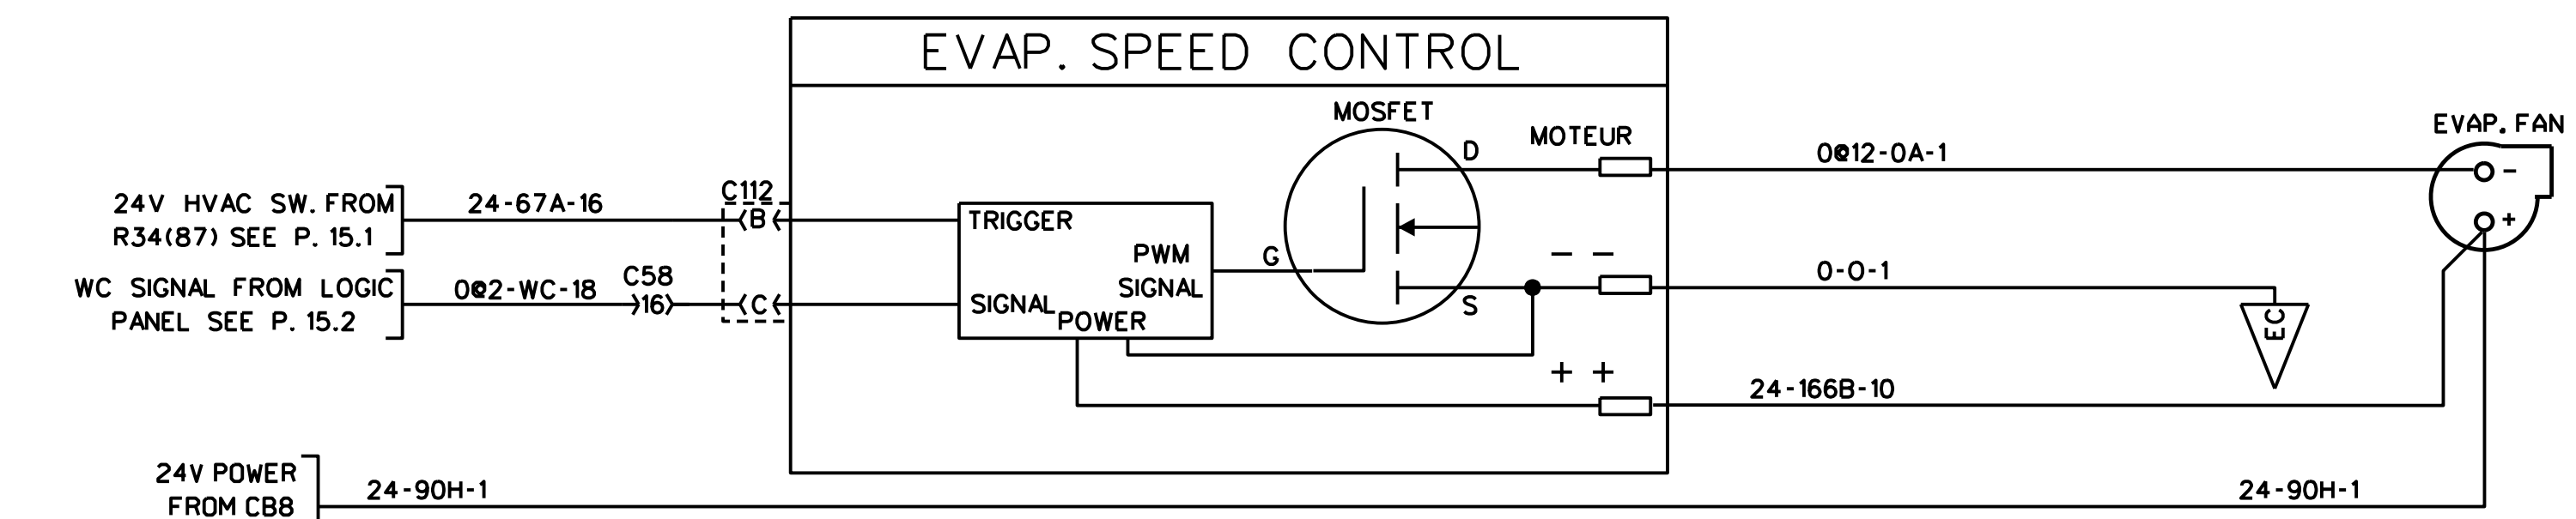 EVAP. SPEED CONTROL
MOSFET
MOTEUR
D
0@12-0A-1
EVAP. FAN
-
+
24V HVAC SW. FROM
R34(87) SEE P. 15.1
24-67A-16
C112
B
TRIGGER
PWM
SIGNAL
G
- -
0-0-1
WC SIGNAL FROM LOGIC
PANEL SEE P. 15.2
0@2-WC-18
C58
16
C
SIGNAL
POWER
S
EC
+ +
24-166B-10
24V POWER
FROM CB8
24-90H-1
24-90H-1